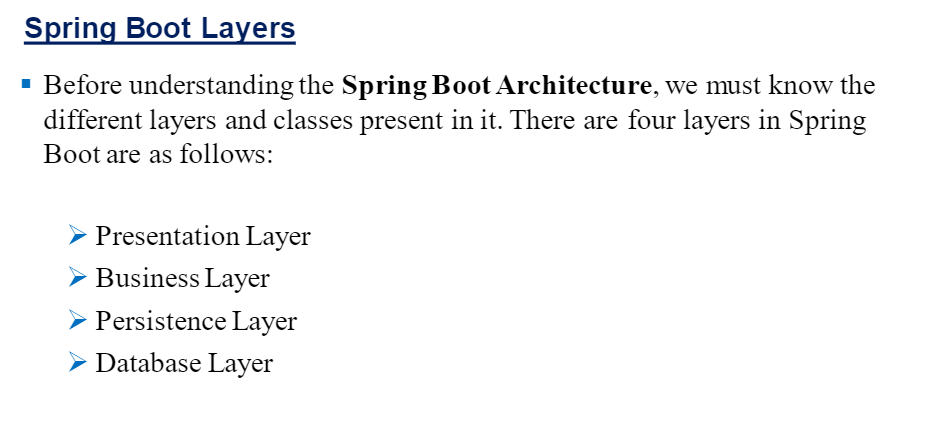 Spring Boot Layers
▪ Before understanding the Spring Boot Architecture, we must know the
different layers and classes present in it. There are four layers in Spring
Boot are as follows:
➢ Presentation Layer
➢ Business Layer
➢ Persistence Layer
➢ Database Layer